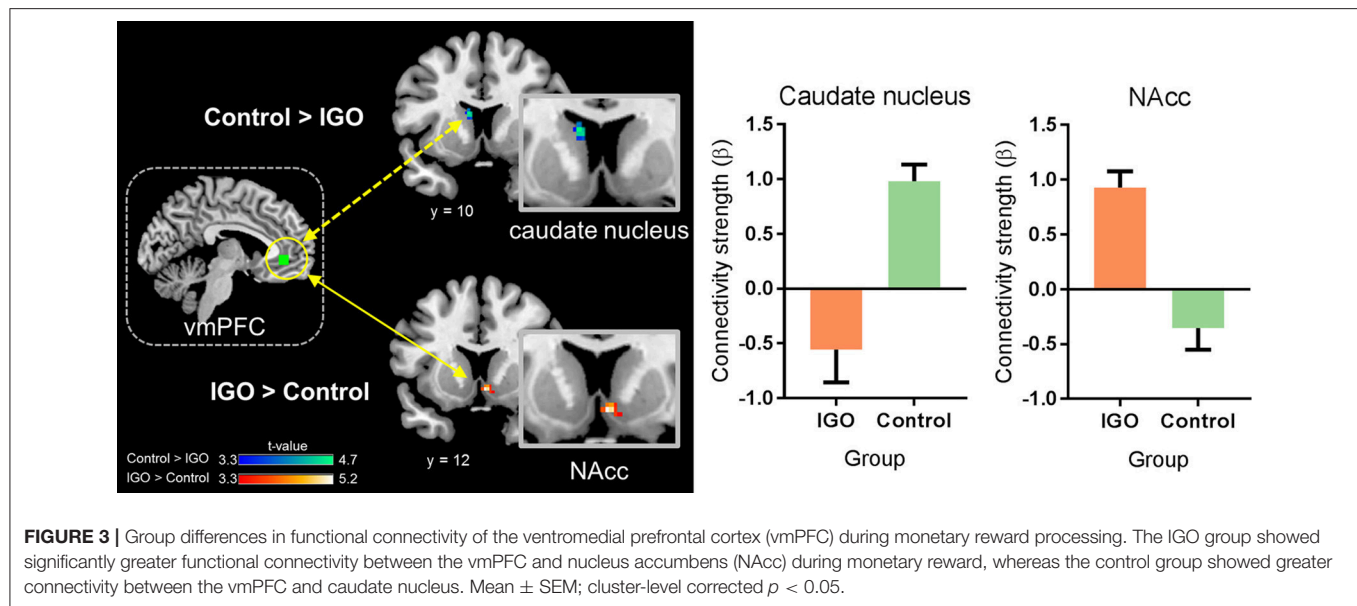 Control > IGO
y = 10
caudate nucleus
vmPFC
IGO > Control
y = 12
NAcc
t-value
Control > IGO 3.3 4.7
IGO > Control 3.3 5.2
Caudate nucleus
Connectivity strength (β)
1.5
1.0
0.5
0.0
-0.5
-1.0
IGO Control
Group
NAcc
Connectivity strength (β)
1.5
1.0
0.5
0.0
-0.5
-1.0
IGO Control
Group
FIGURE 3 | Group differences in functional connectivity of the ventromedial prefrontal cortex (vmPFC) during monetary reward processing. The IGO group showed
significantly greater functional connectivity between the vmPFC and nucleus accumbens (NAcc) during monetary reward, whereas the control group showed greater
connectivity between the vmPFC and caudate nucleus. Mean ± SEM; cluster-level corrected p < 0.05.